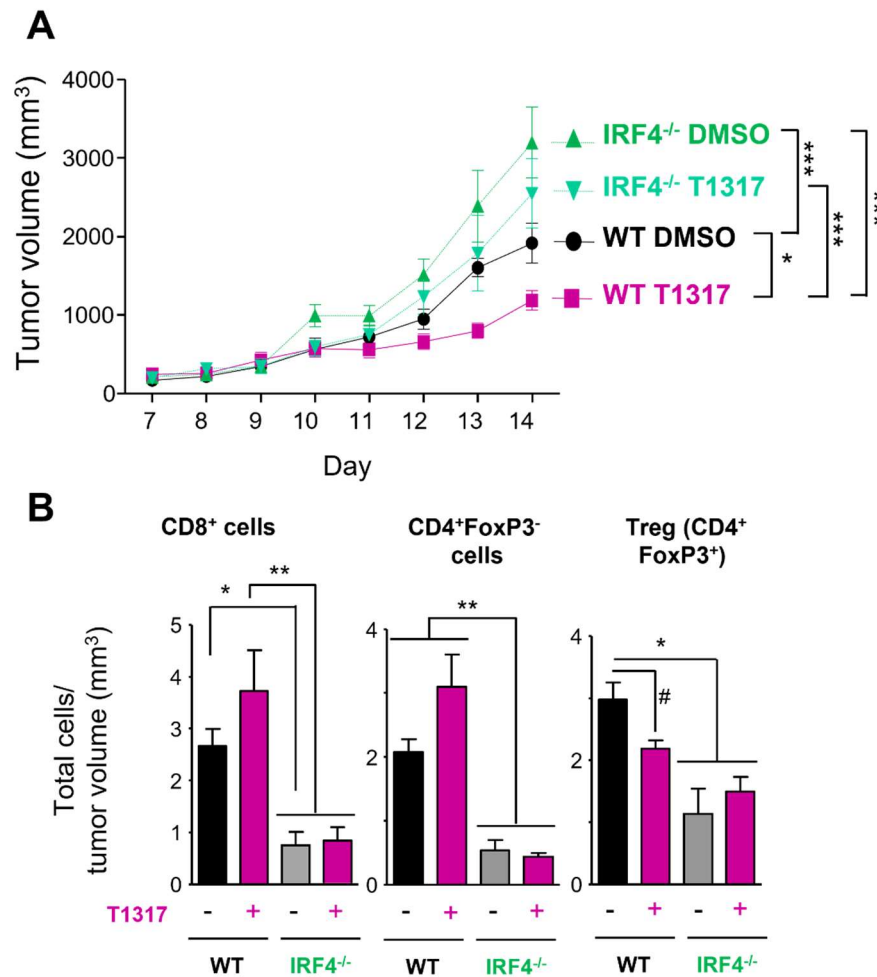 A
Tumor volume (mm³)
4000
3000
2000
1000
0
7 8 9 10 11 12 13 14
Day
IRF4⁻/⁻ DMSO
IRF4⁻/⁻ T1317
WT DMSO
WT T1317
***
*
***
***
B
CD8⁺ cells
CD4⁺FoxP3⁻
cells
Treg (CD4⁺
FoxP3⁺)
Total cells/
tumor volume (mm³)
5
4
3
2
1
0
* **
4
2
0
**
4
2
0
*
#
T1317 - + - + - + - + - + - +
WT IRF4⁻/⁻ WT IRF4⁻/⁻ WT IRF4⁻/⁻